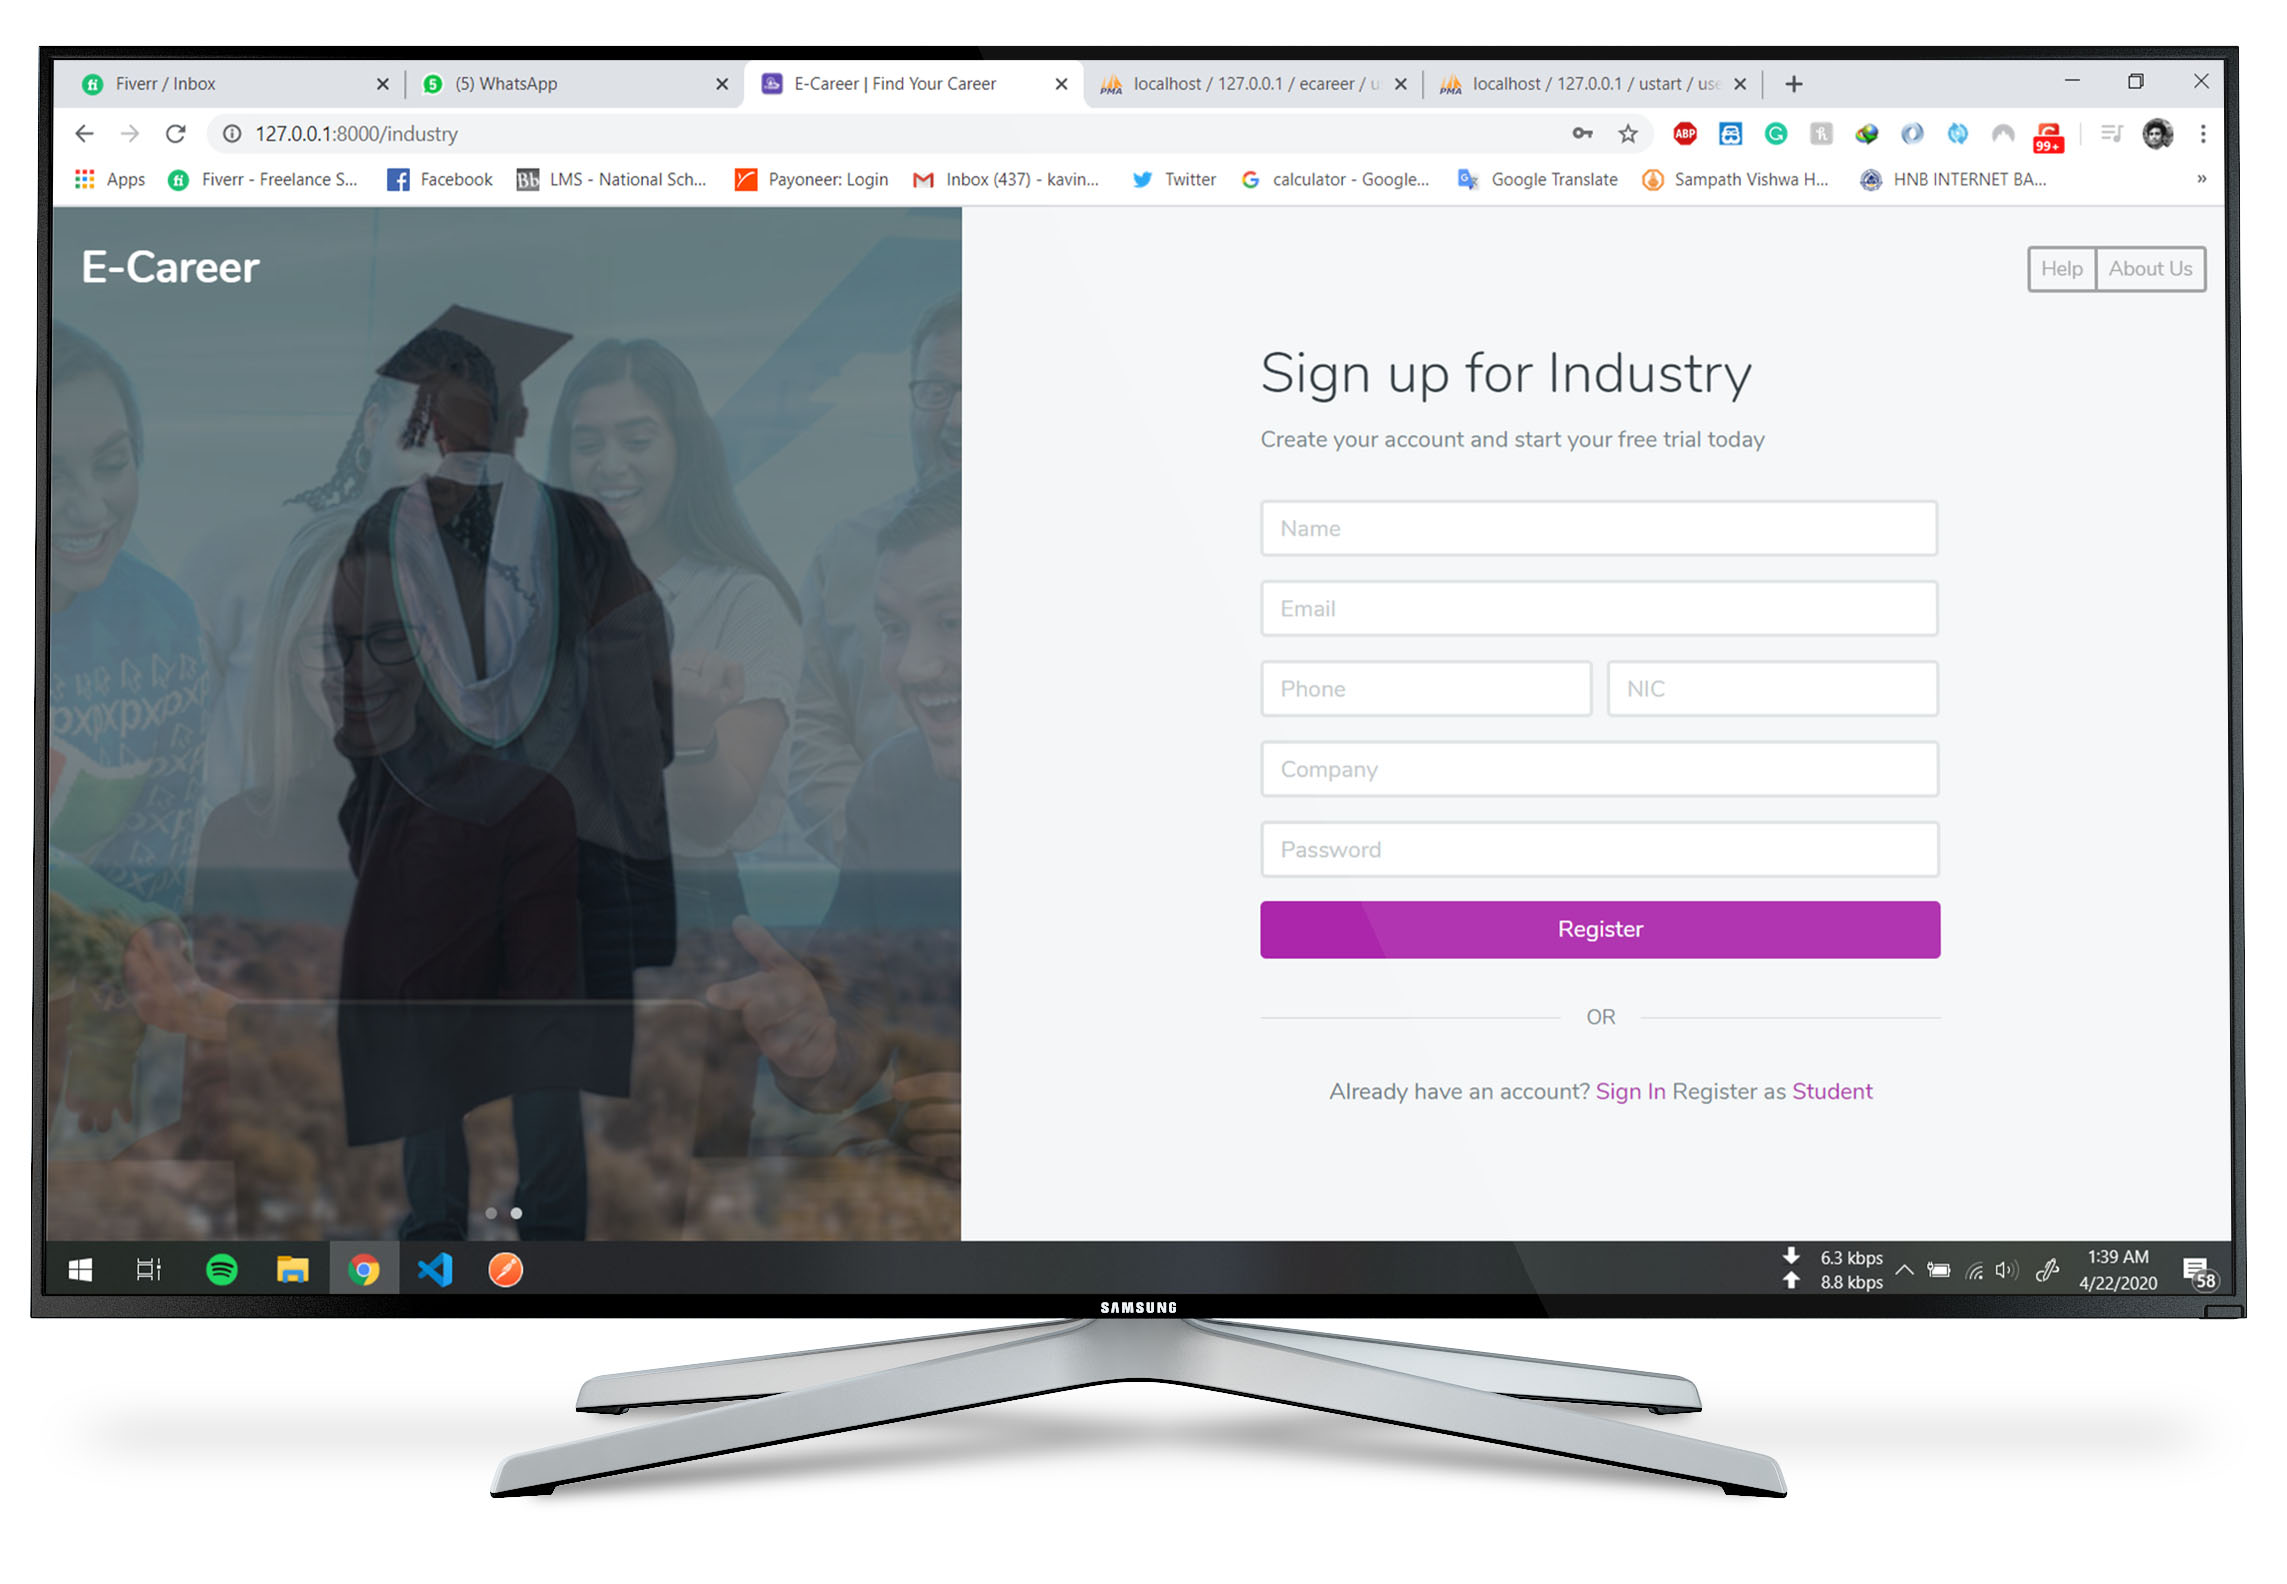 Fiverr / Inbox
(5) WhatsApp
E-Career | Find Your Career
localhost / 127.0.0.1 / ecareer / u
localhost / 127.0.0.1 / ustart / use
127.0.0.1:8000/industry
ABP
99+
Apps
Fiverr - Freelance S...
Facebook
Bb
LMS - National Sch...
Payoneer: Login
Inbox (437) - kavin...
Twitter
calculator - Google...
Google Translate
Sampath Vishwa H...
HNB INTERNET BA...
»
E-Career
Help
About Us
Sign up for Industry
Create your account and start your free trial today
Name
Email
Phone
NIC
Company
Password
Register
OR
Already have an account? Sign In Register as Student
6.3 kbps
8.8 kbps
1:39 AM
4/22/2020
58
SAMSUNG